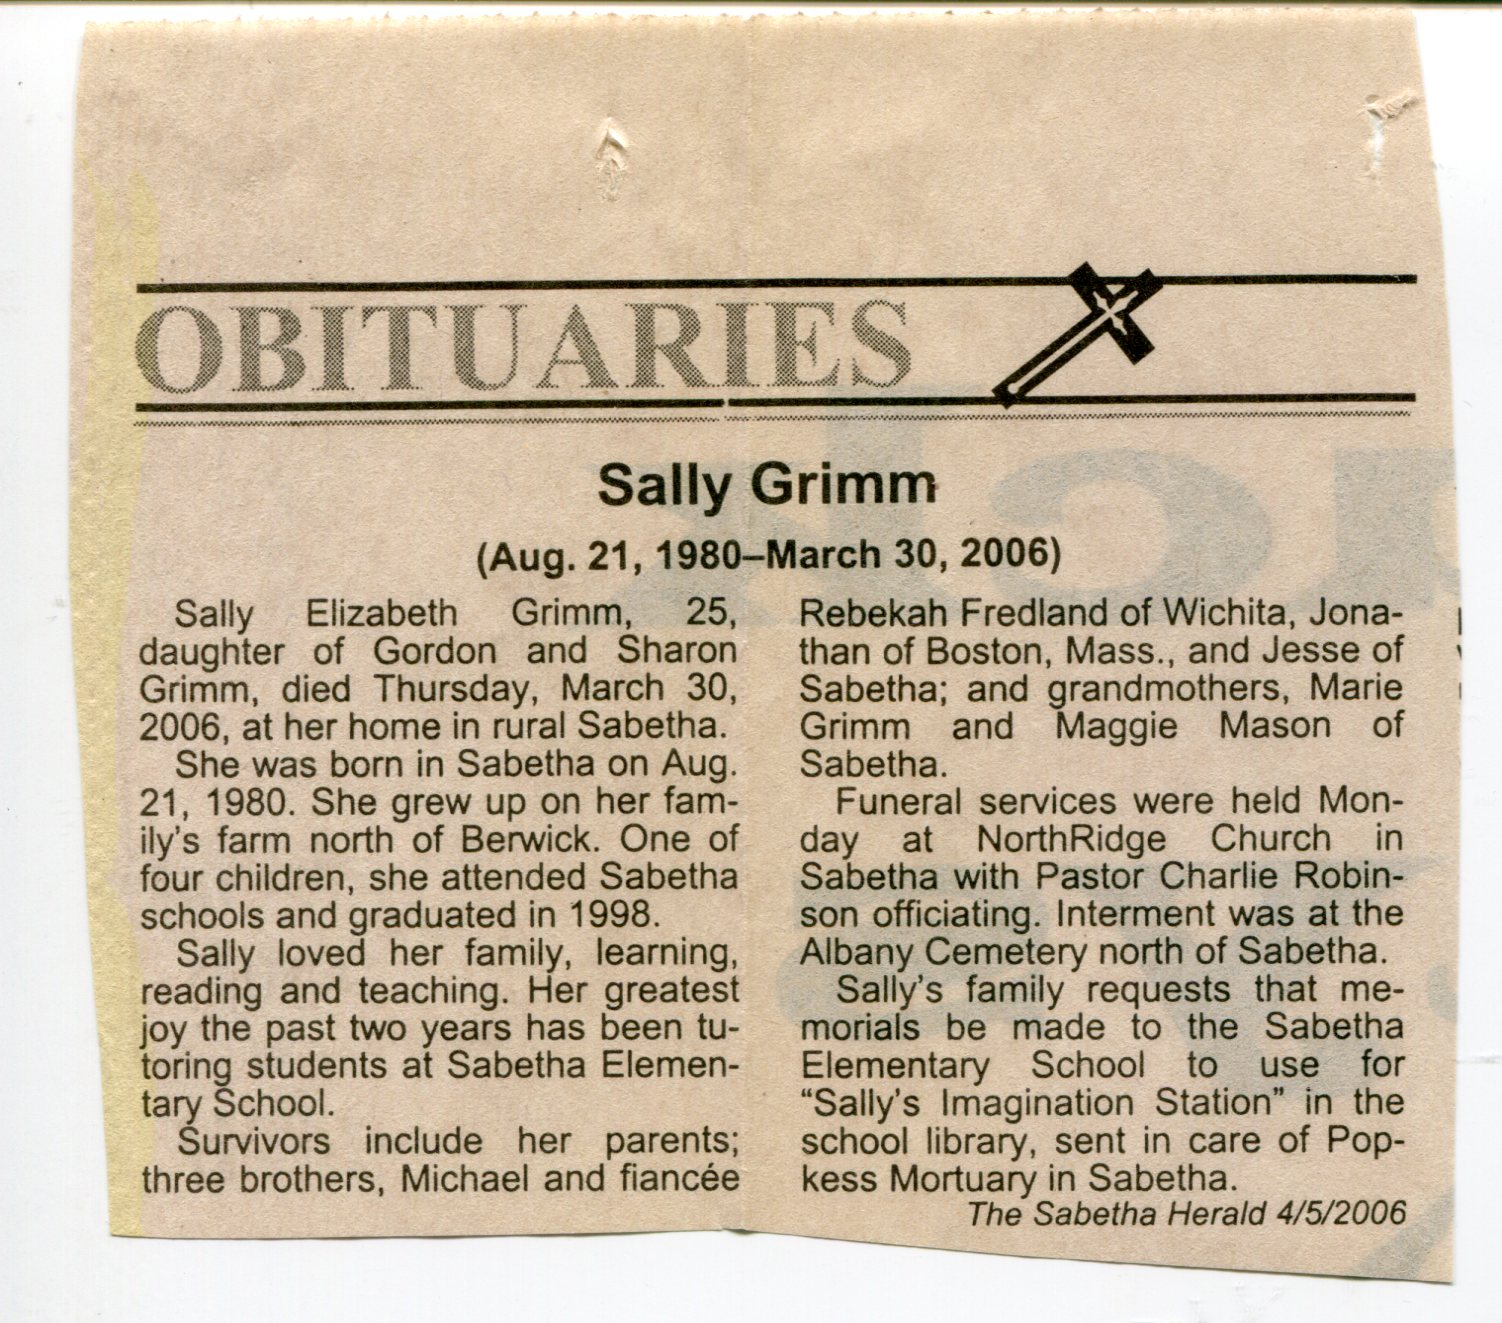 OBITUARIES
Sally Grimm
(Aug. 21, 1980–March 30, 2006)
Sally Elizabeth Grimm, 25,
daughter of Gordon and Sharon
Grimm, died Thursday, March 30,
2006, at her home in rural Sabetha.
She was born in Sabetha on Aug.
21, 1980. She grew up on her fam-
ily's farm north of Berwick. One of
four children, she attended Sabetha
schools and graduated in 1998.
Sally loved her family, learning,
reading and teaching. Her greatest
joy the past two years has been tu-
toring students at Sabetha Elemen-
tary School.
Survivors include her parents;
three brothers, Michael and fiancée
Rebekah Fredland of Wichita, Jona-
than of Boston, Mass., and Jesse of
Sabetha; and grandmothers, Marie
Grimm and Maggie Mason of
Sabetha.
Funeral services were held Mon-
day at NorthRidge Church in
Sabetha with Pastor Charlie Robin-
son officiating. Interment was at the
Albany Cemetery north of Sabetha.
Sally's family requests that me-
morials be made to the Sabetha
Elementary School to use for
“Sally's Imagination Station” in the
school library, sent in care of Pop-
kess Mortuary in Sabetha.
The Sabetha Herald 4/5/2006